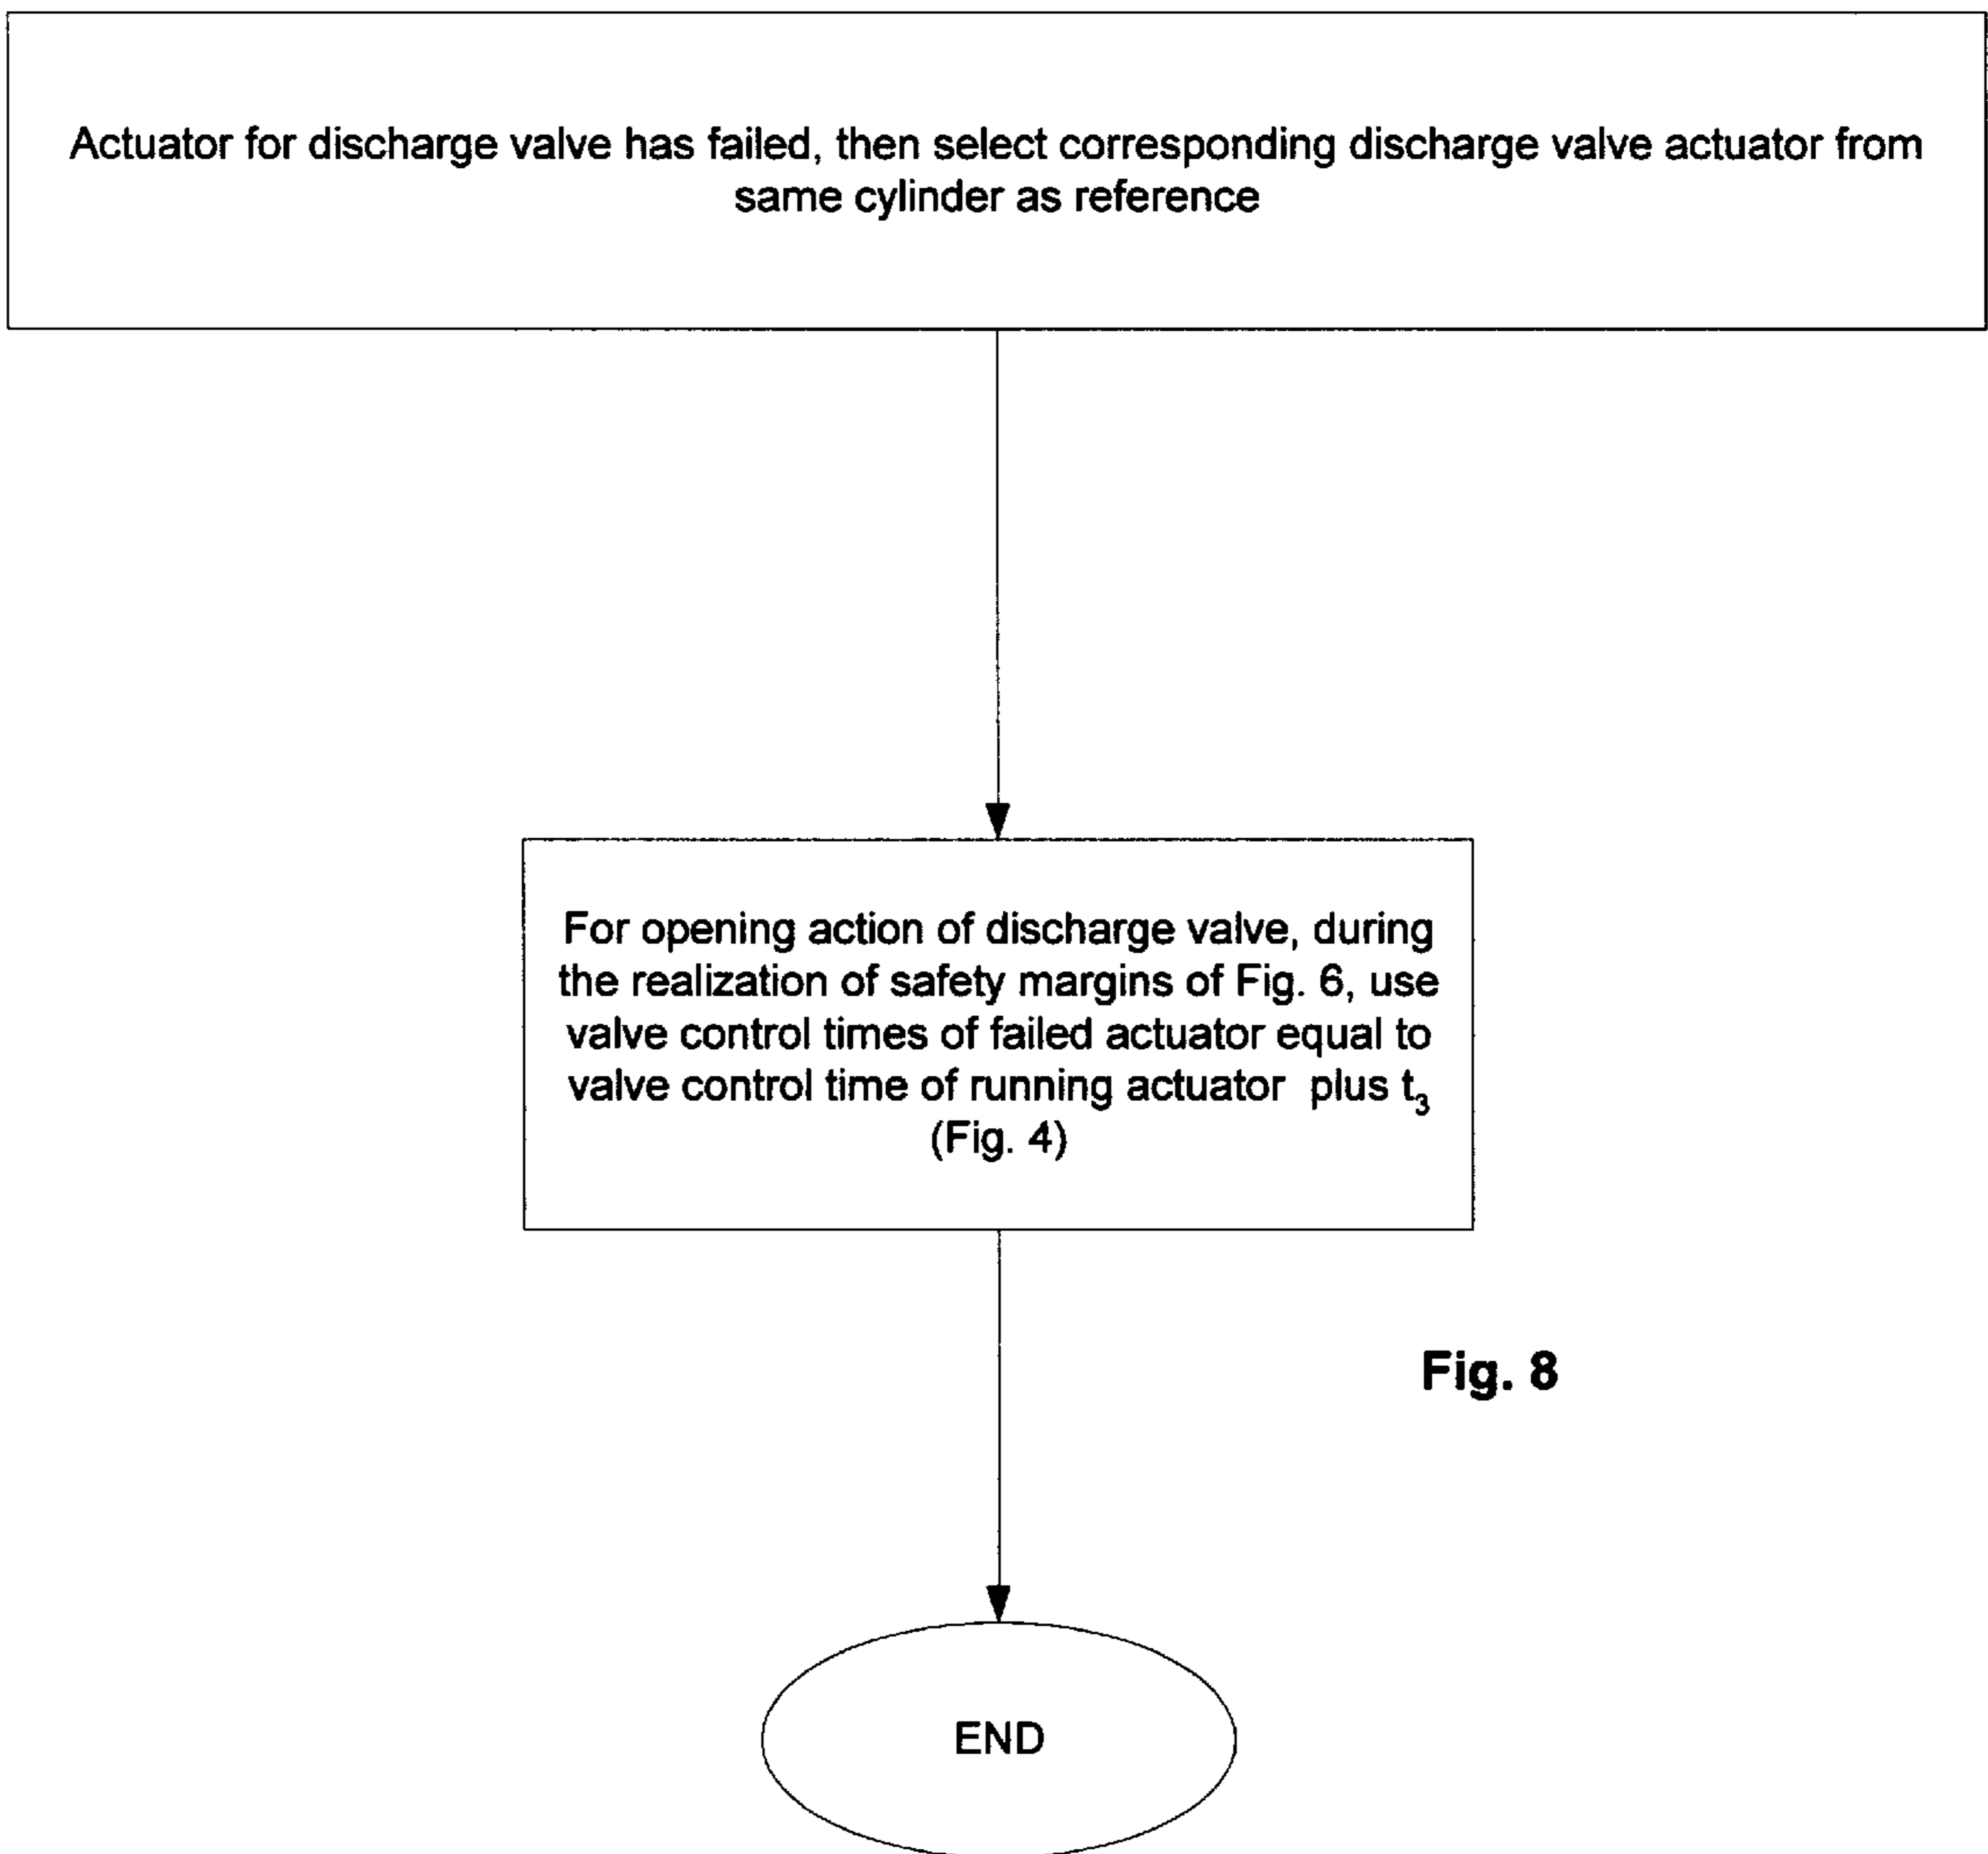 Actuator for discharge valve has failed, then select corresponding discharge valve actuator from
same cylinder as reference
For opening action of discharge valve, during
the realization of safety margins of Fig. 6, use
valve control times of failed actuator equal to
valve control time of running actuator plus t₃
(Fig. 4)
Fig. 8
END